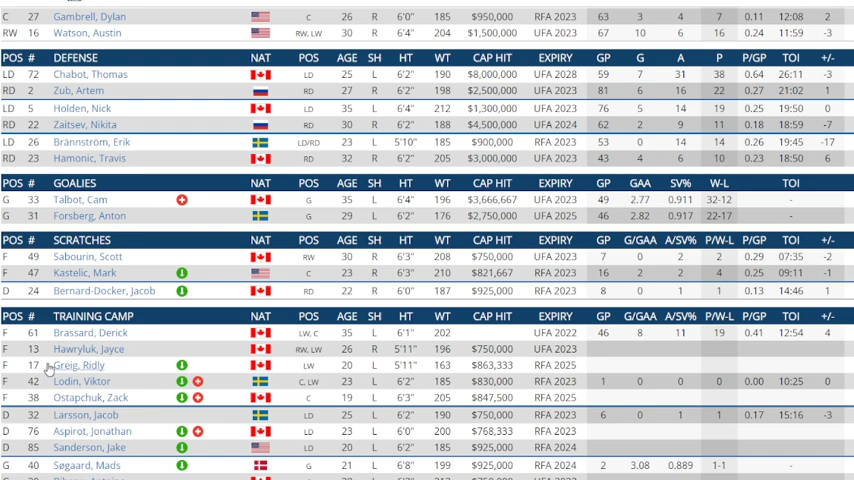 C 27 Gambrell, Dylan C 26 R 6'0" 185 $950,000 RFA 2023 63 3 4 7 0.11 12:08 2
RW 16 Watson, Austin RW, LW 30 R 6'4" 204 $1,500,000 UFA 2023 67 10 6 16 0.24 11:59 -3
POS # DEFENSE NAT POS AGE SH HT WT CAP HIT EXPIRY GP G A P P/GP TOI +/-
LD 72 Chabot, Thomas LD 25 L 6'2" 190 $8,000,000 UFA 2028 59 7 31 38 0.64 26:11 -3
RD 2 Zub, Artem RD 27 R 6'2" 198 $2,500,000 UFA 2023 81 6 16 22 0.27 21:02 1
LD 5 Holden, Nick LD 35 L 6'4" 212 $1,300,000 UFA 2023 76 5 14 19 0.25 19:50 0
RD 22 Zaitsev, Nikita RD 30 R 6'2" 188 $4,500,000 UFA 2024 62 2 9 11 0.18 18:59 -7
LD 26 Brännström, Erik LD/RD 23 L 5'10" 185 $900,000 RFA 2023 53 0 14 14 0.26 19:45 -17
RD 23 Hamonic, Travis RD 32 R 6'2" 205 $3,000,000 UFA 2023 43 4 6 10 0.23 18:50 6
POS # GOALIES NAT POS AGE SH HT WT CAP HIT EXPIRY GP GAA SV% W-L TOI
G 33 Talbot, Cam G 35 L 6'4" 196 $3,666,667 UFA 2023 49 2.77 0.911 32-12 -
G 31 Forsberg, Anton G 29 L 6'2" 176 $2,750,000 UFA 2025 46 2.82 0.917 22-17 -
POS # SCRATCHES NAT POS AGE SH HT WT CAP HIT EXPIRY GP G/GAA A/SV% P/W-L P/GP TOI +/-
F 49 Sabourin, Scott RW 30 R 6'3" 208 $750,000 UFA 2023 7 0 2 2 0.29 07:35 -2
F 47 Kastelic, Mark C 23 R 6'3" 210 $821,667 RFA 2023 16 2 2 4 0.25 09:11 -1
D 24 Bernard-Docker, Jacob RD 22 R 6'0" 187 $925,000 RFA 2023 8 0 1 1 0.13 14:46 1
POS # TRAINING CAMP NAT POS AGE SH HT WT CAP HIT EXPIRY GP G/GAA A/SV% P/W-L P/GP TOI +/-
F 61 Brassard, Derick LW, C 35 L 6'1" 202 UFA 2022 46 8 11 19 0.41 12:54 4
F 13 Hawryluk, Jayce RW, LW 26 R 5'11" 196 $750,000 UFA 2023
F 17 Greig, Ridly LW 20 L 5'11" 163 $863,333 RFA 2025
F 42 Lodin, Viktor C, LW 23 L 6'2" 185 $830,000 RFA 2023 1 0 0 0 0.00 10:25 0
F 38 Ostapchuk, Zack C 19 L 6'3" 205 $847,500 RFA 2025
D 32 Larsson, Jacob LD 25 L 6'2" 190 $750,000 RFA 2023 6 0 1 1 0.17 15:16 -3
D 76 Aspirot, Jonathan LD 23 L 6'0" 200 $768,333 RFA 2023
D 85 Sanderson, Jake LD 20 L 6'2" 185 $925,000 RFA 2024
G 40 Søgaard, Mads G 21 L 6'8" 199 $925,000 RFA 2024 2 3.08 0.889 1-1 -